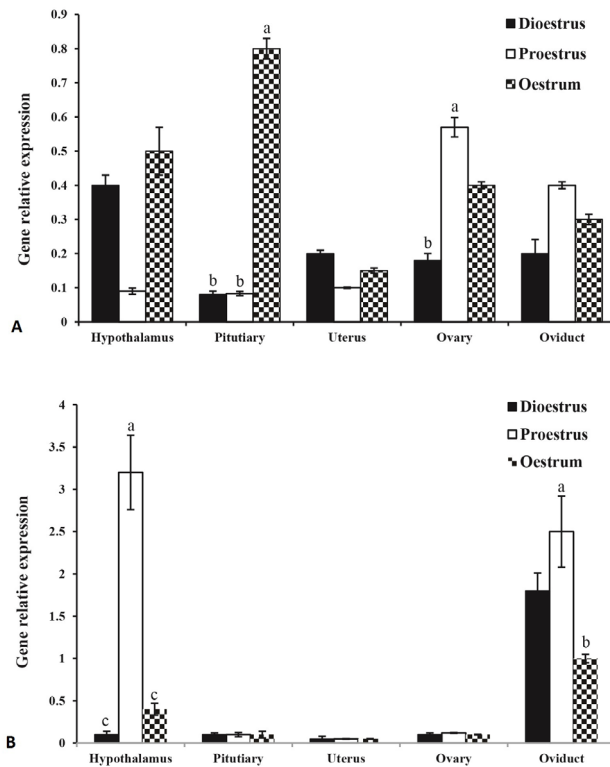 0.9
0.8
0.7
0.6
0.5
0.4
0.3
0.2
0.1
0
Gene relative expression
Dioestrus
Proestrus
Oestrum
b
b
a
b
a
Hypothalamus Pitutiary Uterus Ovary Oviduct
A
4
3.5
3
2.5
2
1.5
1
0.5
0
Gene relative expression
Dioestrus
Proestrus
Oestrum
c
a
c
a
b
Hypothalamus Pitutiary Uterus Ovary Oviduct
B